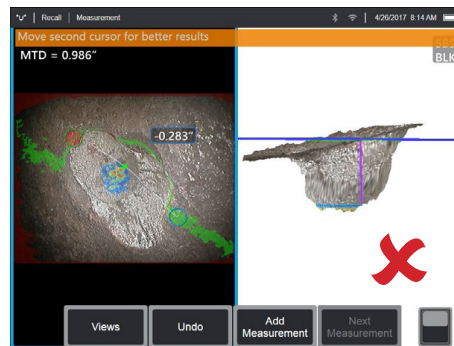 Recall | Measurement
4/26/2017 8:14 AM
Move second cursor for better results
MTD = 0.986"
BLK
-0.283"
Views
Undo
Add
Measurement
Next
Measurement